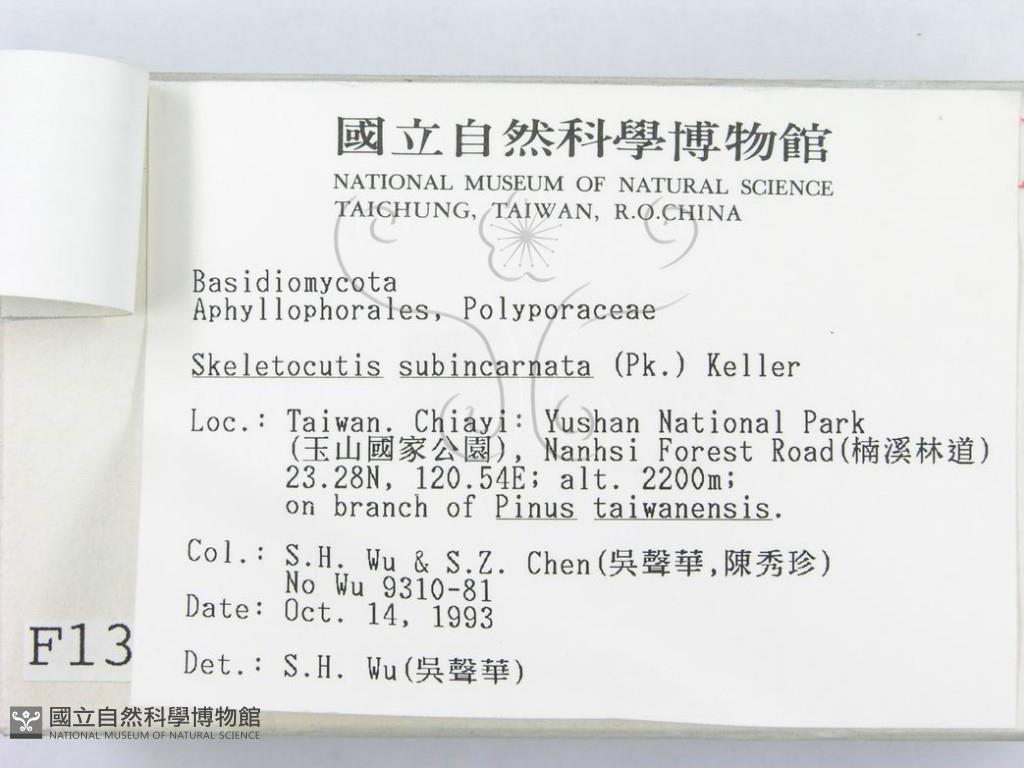 國立自然科學博物館
NATIONAL MUSEUM OF NATURAL SCIENCE
TAICHUNG, TAIWAN, R.O.CHINA
Basidiomycota
Aphyllophorales, Polyporaceae
Skeletocutis subincarnata (Pk.) Keller
Loc.: Taiwan. Chiayi: Yushan National Park
(玉山國家公園), Nanhsi Forest Road(楠溪林道)
23.28N, 120.54E; alt. 2200m;
on branch of Pinus taiwanensis.
Col.: S.H. Wu & S.Z. Chen(吳聲華,陳秀珍)
No Wu 9310-81
Date: Oct. 14, 1993
Det.: S.H. Wu(吳聲華)
F13
國立自然科學博物館
NATIONAL MUSEUM OF NATURAL SCIENCE